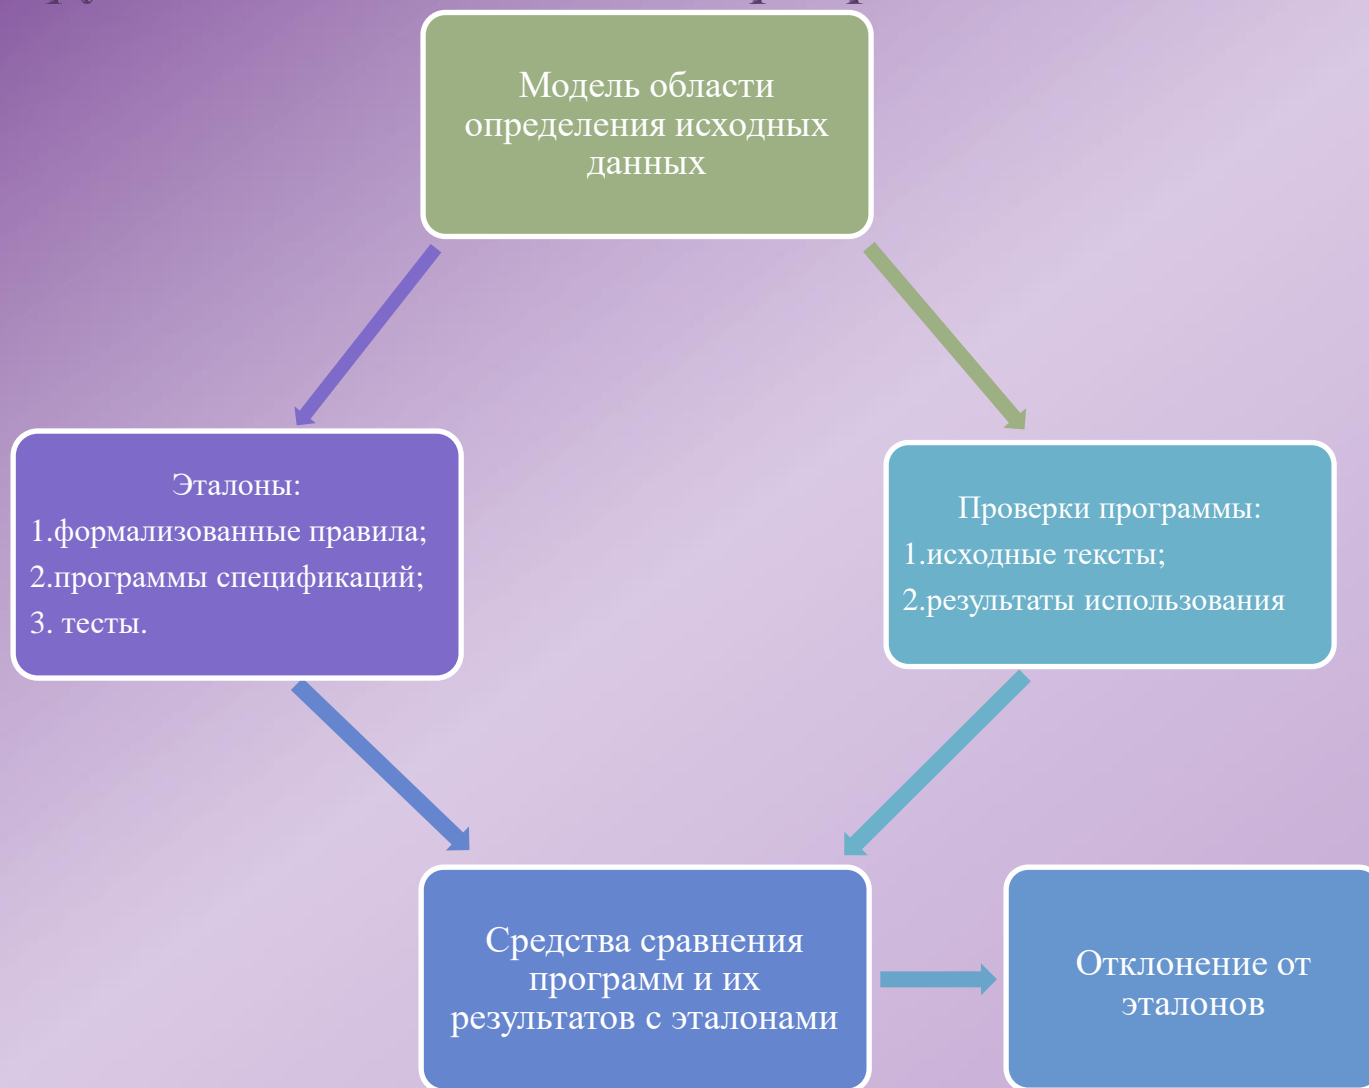 Модель области
определения исходных
данных
Эталоны:
1.формализованные правила;
2.программы спецификаций;
3. тесты.
Проверки программы:
1.исходные тексты;
2.результаты использования
Средства сравнения
программ и их
результатов с эталонами
Отклонение от
эталонов